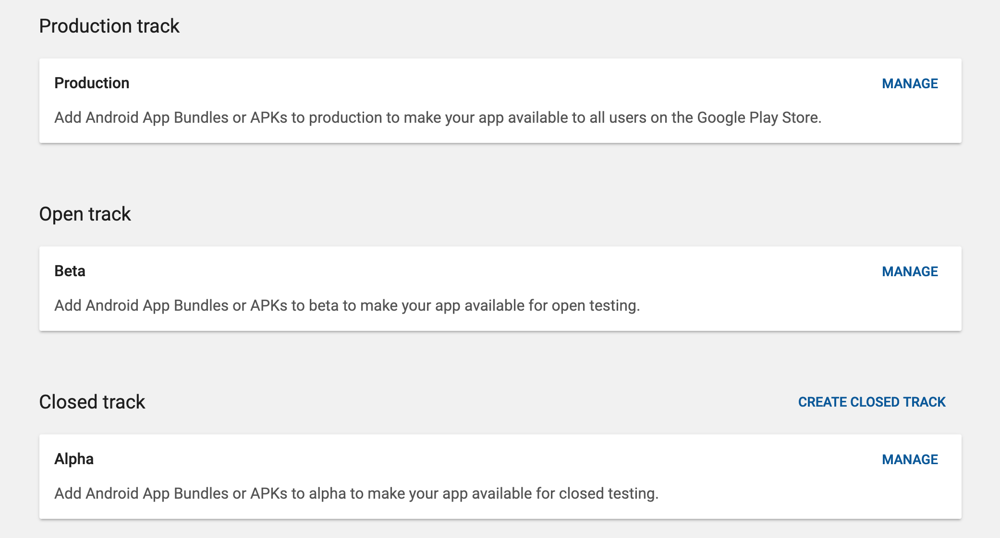 Production track
Production
MANAGE
Add Android App Bundles or APKs to production to make your app available to all users on the Google Play Store.
Open track
Beta
MANAGE
Add Android App Bundles or APKs to beta to make your app available for open testing.
Closed track
CREATE CLOSED TRACK
Alpha
MANAGE
Add Android App Bundles or APKs to alpha to make your app available for closed testing.